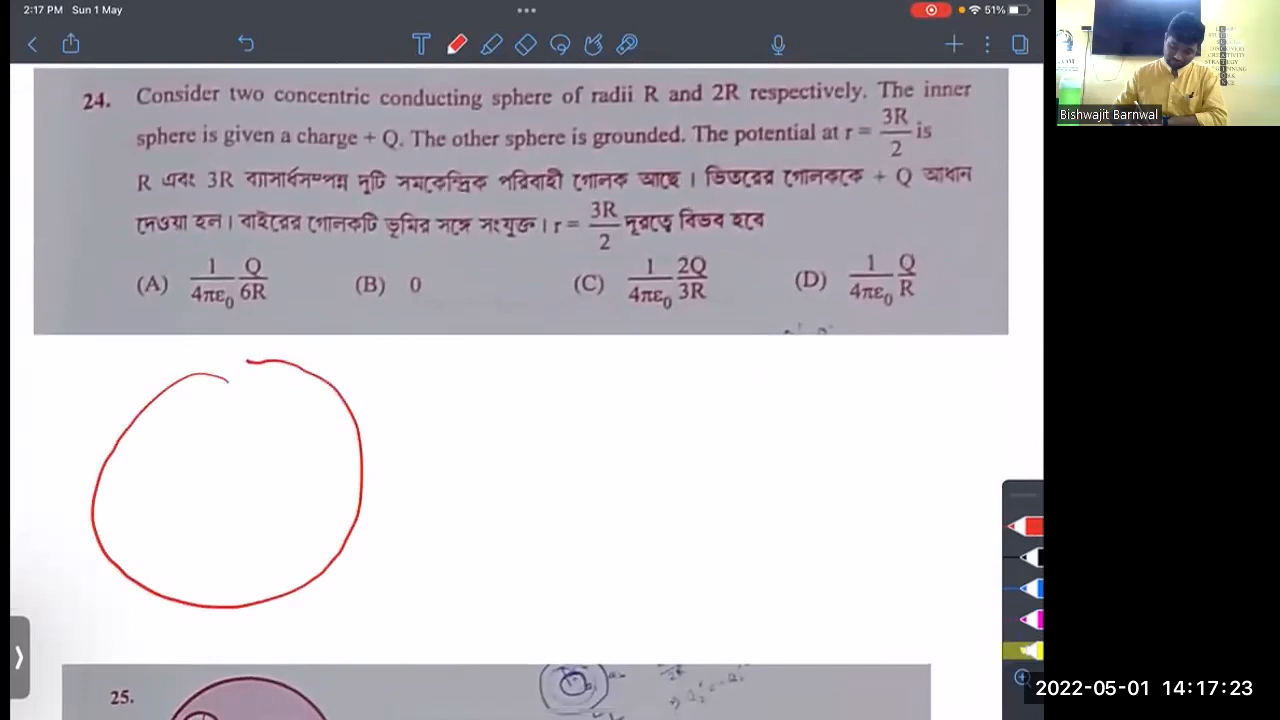 2:17 PM Sun 1 May
51%
T
Bishwajit Barnwal
24. Consider two concentric conducting sphere of radii R and 2R respectively. The inner
sphere is given a charge + Q. The other sphere is grounded. The potential at r = 3R/2 is
R এবং 3R ব্যাসার্ধসম্পন্ন দুটি সমকেন্দ্রিক পরিবাহী গোলক আছে । ভিতরের গোলককে + Q আধান
দেওয়া হল । বাইরের গোলকটি ভূমির সঙ্গে সংযুক্ত । r = 3R/2 দূরত্বে বিভব হবে
(A) 1/4πε₀ Q/6R (B) 0 (C) 1/4πε₀ 2Q/3R (D) 1/4πε₀ Q/R
25.
2022-05-01 14:17:23